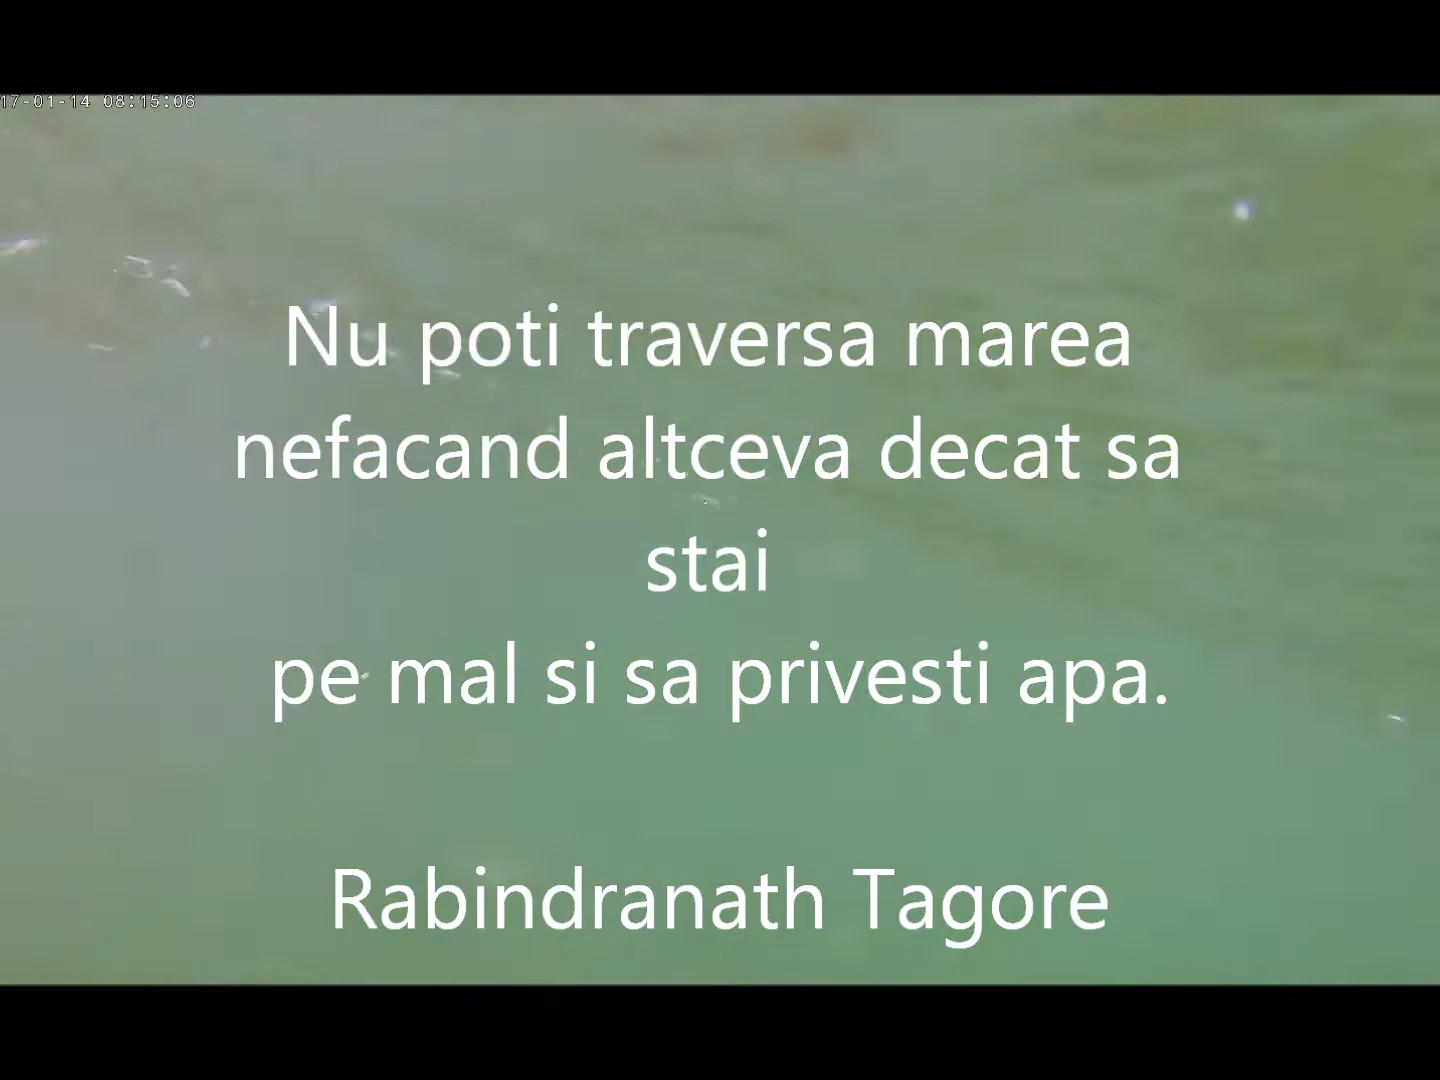 17-01-14 08:15:06
Nu poti traversa marea
nefacand altceva decat sa
stai
pe mal si sa privesti apa.
Rabindranath Tagore